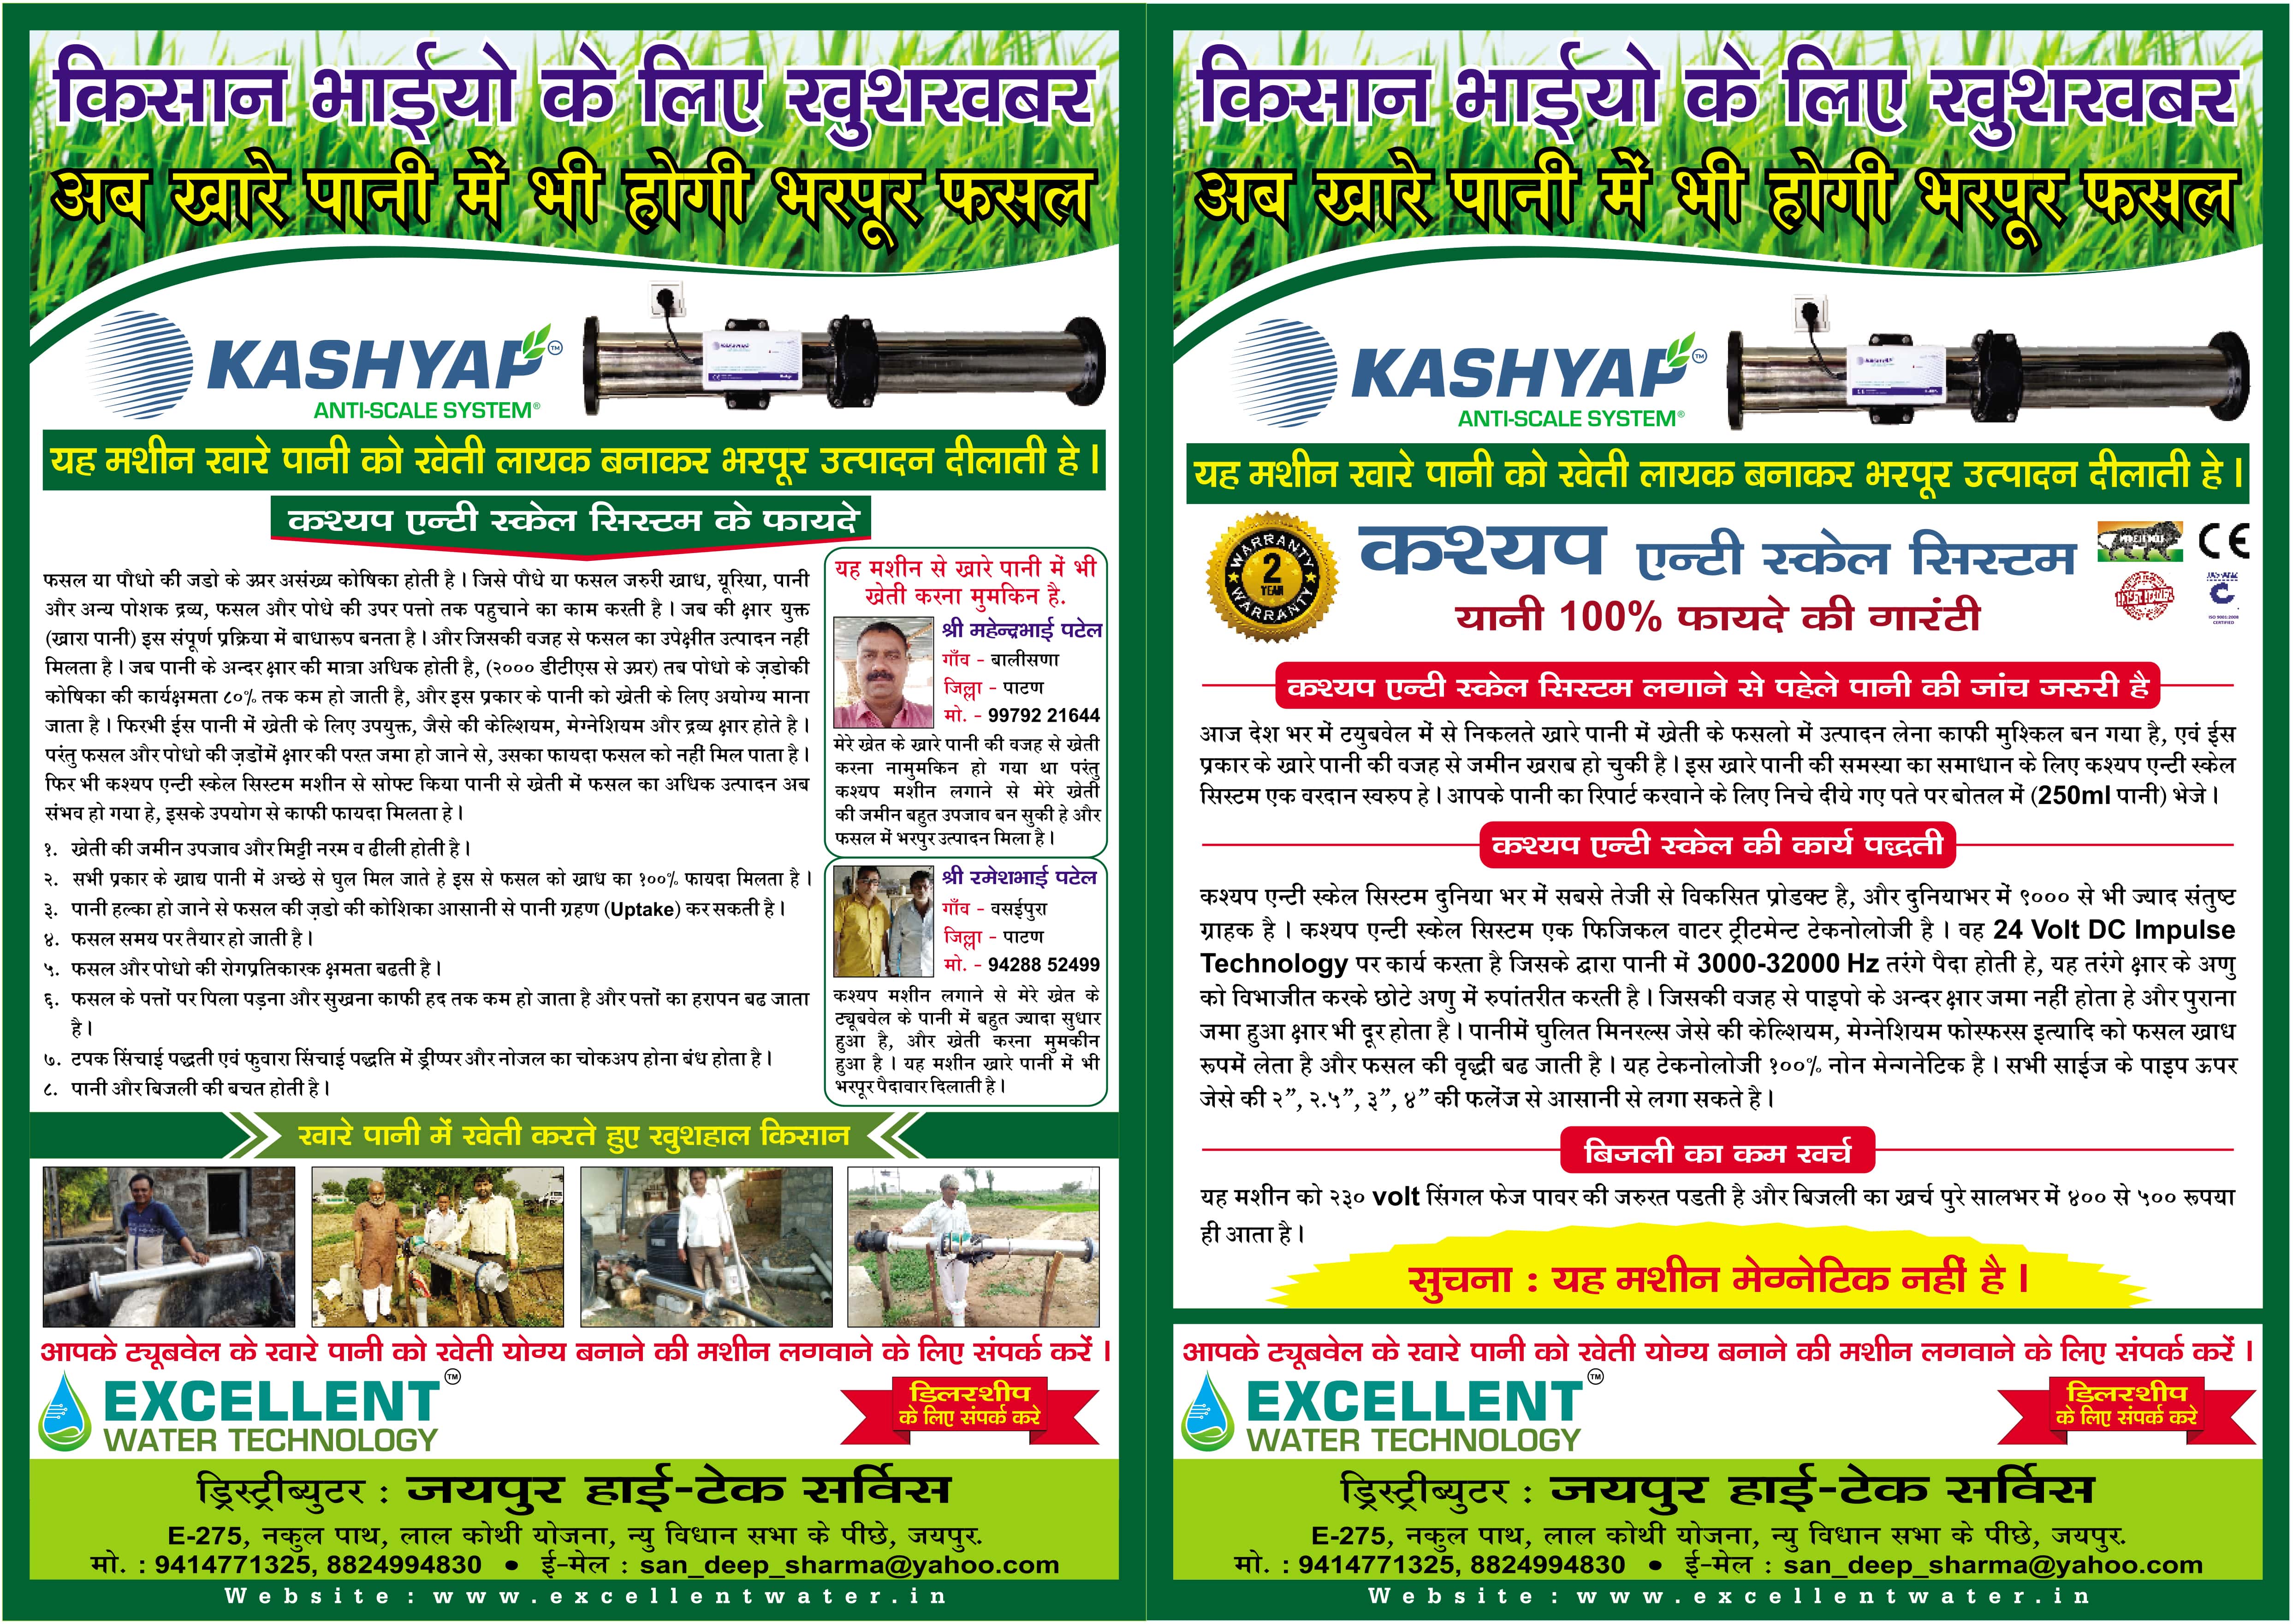 किसान भाईयो के लिए खुशखबर
अब खारे पानी में भी होगी भरपूर फसल
KASHYAP TM
ANTI-SCALE SYSTEM®
यह मशीन खारे पानी को खेती लायक बनाकर भरपूर उत्पादन दीलाती हे।
कश्यप एन्टी स्केल सिस्टम के फायदे
फसल या पौधो की जडो के उपर असंख्य कोषिका होती है। जिसे पौधे या फसल जरुरी खाध, यूरिया, पानी
और अन्य पोशक द्रव्य, फसल और पोधे की उपर पत्तो तक पहुचाने का काम करती है। जब की क्षार युक्त
(खारा पानी) इस संपूर्ण प्रक्रिया में बाधारूप बनता है। और जिसकी वजह से फसल का उपेक्षीत उत्पादन नहीं
मिलता है। जब पानी के अन्दर क्षार की मात्रा अधिक होती है, (२००० डीटीएस से उपर) तब पोधो के ज़डोकी
कोषिका की कार्यक्षमता ८०% तक कम हो जाती है, और इस प्रकार के पानी को खेती के लिए अयोग्य माना
जाता है। फिरभी ईस पानी में खेती के लिए उपयुक्त, जैसे की केल्शियम, मेग्नेशियम और द्रव्य क्षार होते है।
परंतु फसल और पोधो की ज़डोंमें क्षार की परत जमा हो जाने से, उसका फायदा फसल को नहीं मिल पाता है।
फिर भी कश्यप एन्टी स्केल सिस्टम मशीन से सोफ्ट किया पानी से खेती में फसल का अधिक उत्पादन अब
संभव हो गया हे, इसके उपयोग से काफी फायदा मिलता हे।
१. खेती की जमीन उपजाव और मिट्टी नरम व ढीली होती है।
२. सभी प्रकार के खाद्य पानी में अच्छे से घुल मिल जाते हे इस से फसल को खाध का १००% फायदा मिलता है।
३. पानी हल्का हो जाने से फसल की ज़डो की कोशिका आसानी से पानी ग्रहण (Uptake) कर सकती है।
४. फसल समय पर तैयार हो जाती है।
५. फसल और पोधो की रोगप्रतिकारक क्षमता बढती है।
६. फसल के पत्तों पर पिला पड़ना और सुखना काफी हद तक कम हो जाता है और पत्तों का हरापन बढ जाता
है।
७. टपक सिंचाई पद्धती एवं फुवारा सिंचाई पद्धति में ड्रीप्पर और नोजल का चोकअप होना बंध होता है।
८. पानी और बिजली की बचत होती है।
यह मशीन से खारे पानी में भी
खेती करना मुमकिन है.
श्री महेन्द्रभाई पटेल
गाँव - बालीसणा
जिल्ला - पाटण
मो. - 99792 21644
मेरे खेत के खारे पानी की वजह से खेती
करना नामुमकिन हो गया था परंतु
कश्यप मशीन लगाने से मेरे खेती
की जमीन बहुत उपजाव बन सुकी हे और
फसल में भरपुर उत्पादन मिला है।
श्री रमेशभाई पटेल
गाँव - वसईपुरा
जिल्ला - पाटण
मो. - 94288 52499
कश्यप मशीन लगाने से मेरे खेत के
ट्यूबवेल के पानी में बहुत ज्यादा सुधार
हुआ है, और खेती करना मुमकीन
हुआ है। यह मशीन खारे पानी में भी
भरपूर पैदावार दिलाती है।
खारे पानी में खेती करते हुए खुशहाल किसान
आपके ट्यूबवेल के खारे पानी को खेती योग्य बनाने की मशीन लगवाने के लिए संपर्क करें।
EXCELLENT TM
WATER TECHNOLOGY
डिलरशीप
के लिए संपर्क करे
ड्रिस्ट्रीब्युटर : जयपुर हाई-टेक सर्विस
E-275, नकुल पाथ, लाल कोथी योजना, न्यु विधान सभा के पीछे, जयपुर.
मो. : 9414771325, 8824994830 • ई-मेल : san_deep_sharma@yahoo.com
Website : www.excellentwater.in
किसान भाईयो के लिए खुशखबर
अब खारे पानी में भी होगी भरपूर फसल
KASHYAP TM
ANTI-SCALE SYSTEM®
यह मशीन खारे पानी को खेती लायक बनाकर भरपूर उत्पादन दीलाती हे।
WARRANTY
2
YEAR
WARRANTY
कश्यप एन्टी स्केल सिस्टम
यानी 100% फायदे की गारंटी
CE
ISO 9001:2008
CERTIFIED
कश्यप एन्टी स्केल सिस्टम लगाने से पहेले पानी की जांच जरुरी है
आज देश भर में टयुबवेल में से निकलते खारे पानी में खेती के फसलो में उत्पादन लेना काफी मुश्किल बन गया है, एवं ईस
प्रकार के खारे पानी की वजह से जमीन खराब हो चुकी है। इस खारे पानी की समस्या का समाधान के लिए कश्यप एन्टी स्केल
सिस्टम एक वरदान स्वरुप हे। आपके पानी का रिपार्ट करवाने के लिए निचे दीये गए पते पर बोतल में (250ml पानी) भेजे।
कश्यप एन्टी स्केल की कार्य पद्धती
कश्यप एन्टी स्केल सिस्टम दुनिया भर में सबसे तेजी से विकसित प्रोडक्ट है, और दुनियाभर में ९००० से भी ज्याद संतुष्ट
ग्राहक है। कश्यप एन्टी स्केल सिस्टम एक फिजिकल वाटर ट्रीटमेन्ट टेकनोलोजी है। वह 24 Volt DC Impulse
Technology पर कार्य करता है जिसके द्वारा पानी में 3000-32000 Hz तरंगे पैदा होती हे, यह तरंगे क्षार के अणु
को विभाजीत करके छोटे अणु में रुपांतरीत करती है। जिसकी वजह से पाइपो के अन्दर क्षार जमा नहीं होता हे और पुराना
जमा हुआ क्षार भी दूर होता है। पानीमें घुलित मिनरल्स जेसे की केल्शियम, मेग्नेशियम फोस्फरस इत्यादि को फसल खाध
रूपमें लेता है और फसल की वृद्धी बढ जाती है। यह टेकनोलोजी १००% नोन मेन्गनेटिक है। सभी साईज के पाइप ऊपर
जेसे की २”, २.५”, ३”, ४” की फलेंज से आसानी से लगा सकते है।
बिजली का कम खर्च
यह मशीन को २३० volt सिंगल फेज पावर की जरुरत पडती है और बिजली का खर्च पुरे सालभर में ४०० से ५०० रूपया
ही आता है।
सुचना : यह मशीन मेग्नेटिक नहीं है।
आपके ट्यूबवेल के खारे पानी को खेती योग्य बनाने की मशीन लगवाने के लिए संपर्क करें।
EXCELLENT TM
WATER TECHNOLOGY
डिलरशीप
के लिए संपर्क करे
ड्रिस्ट्रीब्युटर : जयपुर हाई-टेक सर्विस
E-275, नकुल पाथ, लाल कोथी योजना, न्यु विधान सभा के पीछे, जयपुर.
मो. : 9414771325, 8824994830 • ई-मेल : san_deep_sharma@yahoo.com
Website : www.excellentwater.in